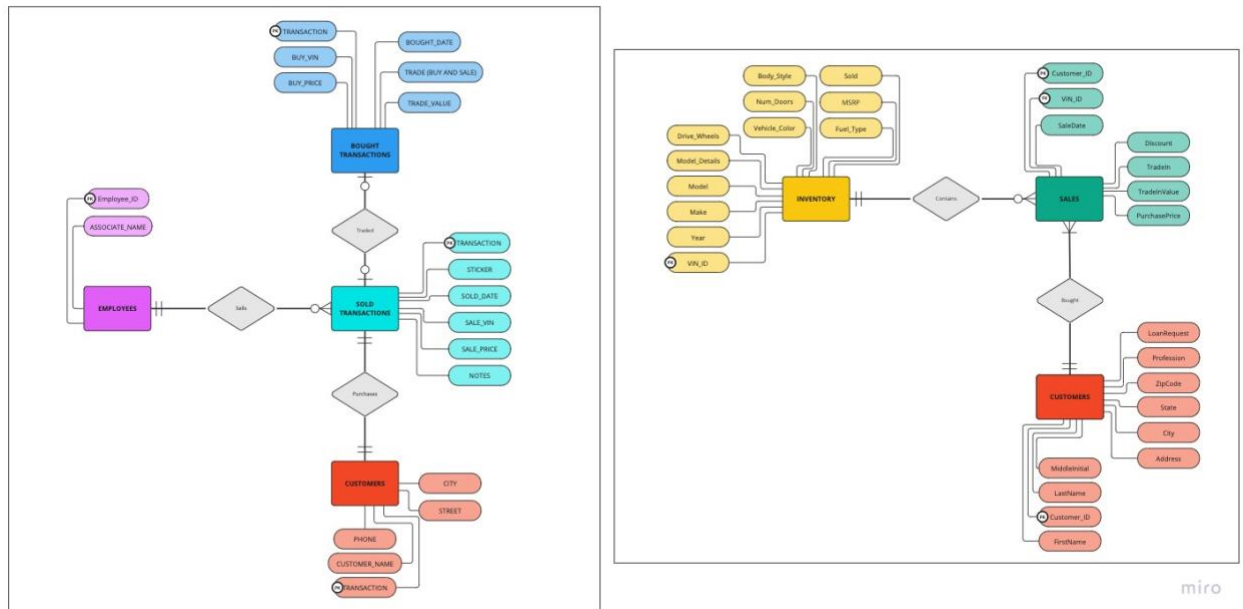 PK TRANSACTION
BUY_VIN
BUY_PRICE
BOUGHT_DATE
TRADE (BUY AND SALE)
TRADE_VALUE
BOUGHT
TRANSACTIONS
Traded
PK Employee_ID
ASSOCIATE_NAME
EMPLOYEES
Sells
SOLD
TRANSACTIONS
PK TRANSACTION
STICKER
SOLD_DATE
SALE_VIN
SALE_PRICE
NOTES
Purchases
CUSTOMERS
CITY
STREET
PHONE
CUSTOMER_NAME
PK TRANSACTION
Body_Style
Num_Doors
Vehicle_Color
Sold
MSRP
Fuel_Type
Drive_Wheels
Model_Details
Model
Make
Year
PK VIN_ID
INVENTORY
Contains
PK Customer_ID
PK VIN_ID
SaleDate
SALES
Discount
TradeIn
TradeInValue
PurchasePrice
Bought
CUSTOMERS
LoanRequest
Profession
ZipCode
State
City
Address
MiddleInitial
LastName
PK Customer_ID
FirstName
miro